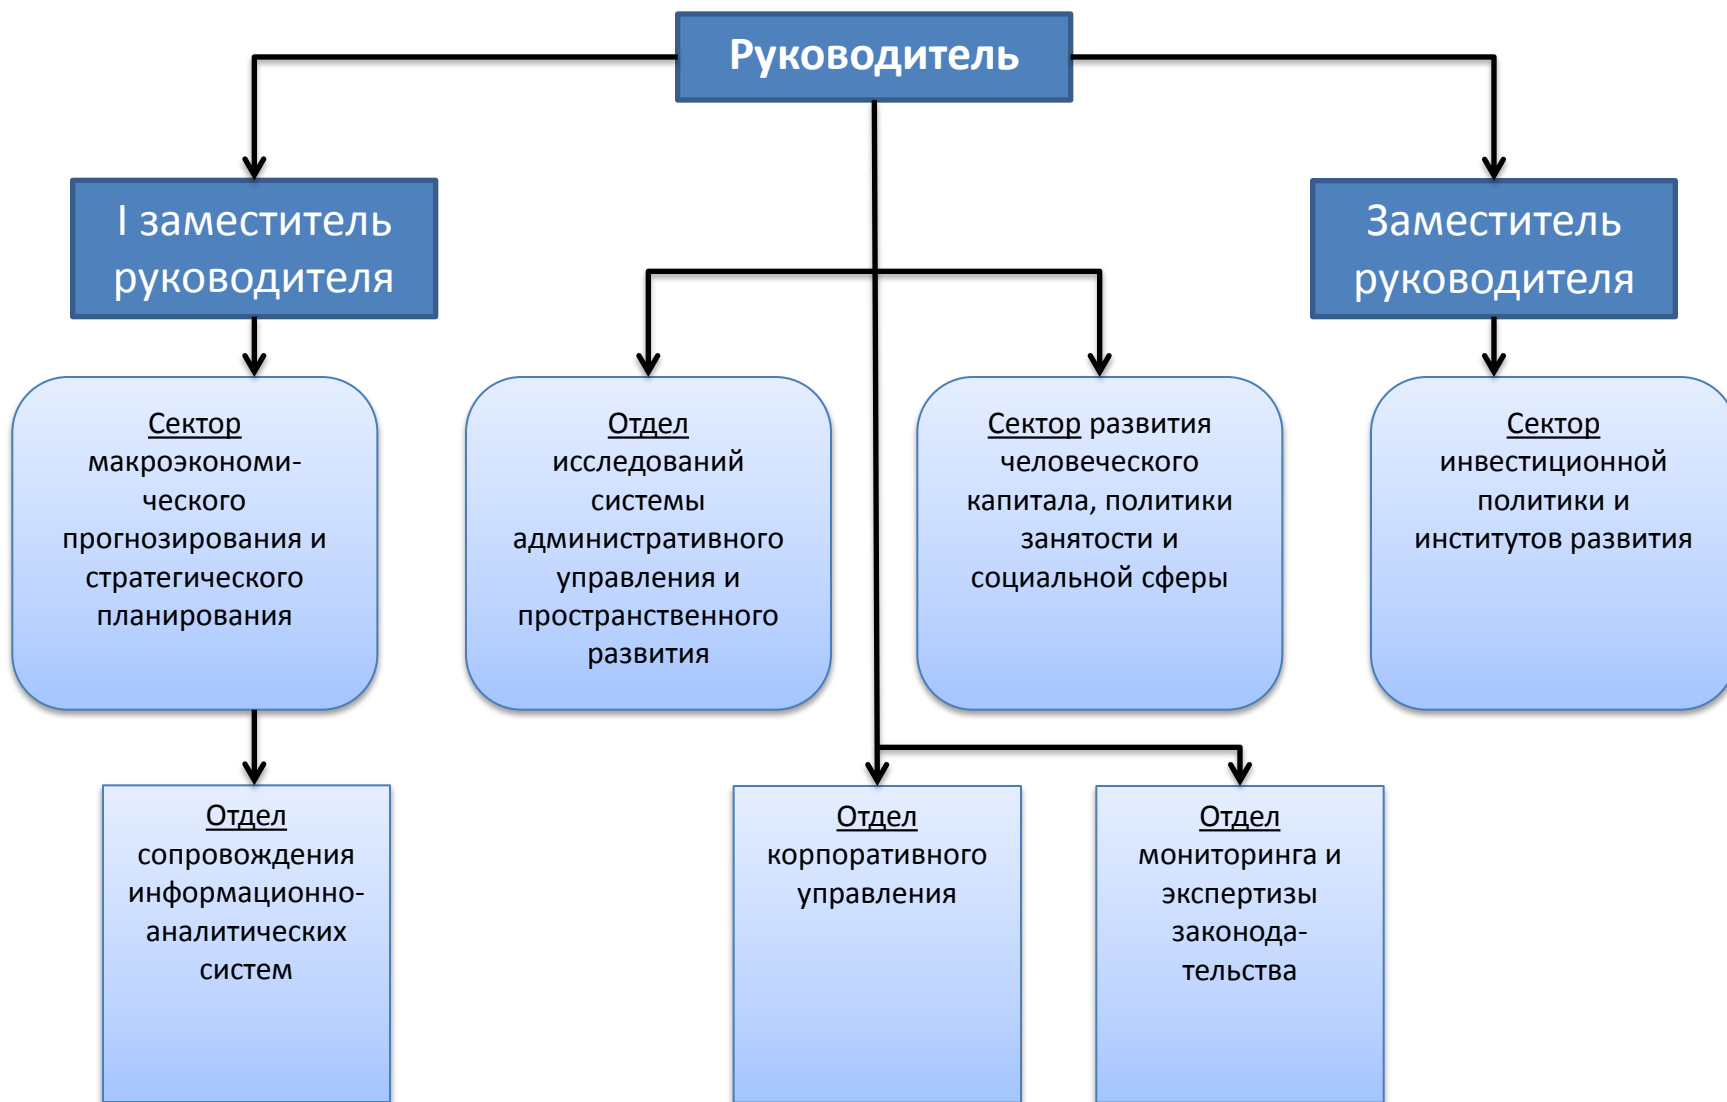 Руководитель
I заместитель
руководителя
Заместитель
руководителя
Сектор
макроэкономи-
ческого
прогнозирования и
стратегического
планирования
Отдел
исследований
системы
административного
управления и
пространственного
развития
Сектор развития
человеческого
капитала, политики
занятости и
социальной сферы
Сектор
инвестиционной
политики и
институтов развития
Отдел
сопровождения
информационно-
аналитических
систем
Отдел
корпоративного
управления
Отдел
мониторинга и
экспертизы
законода-
тельства